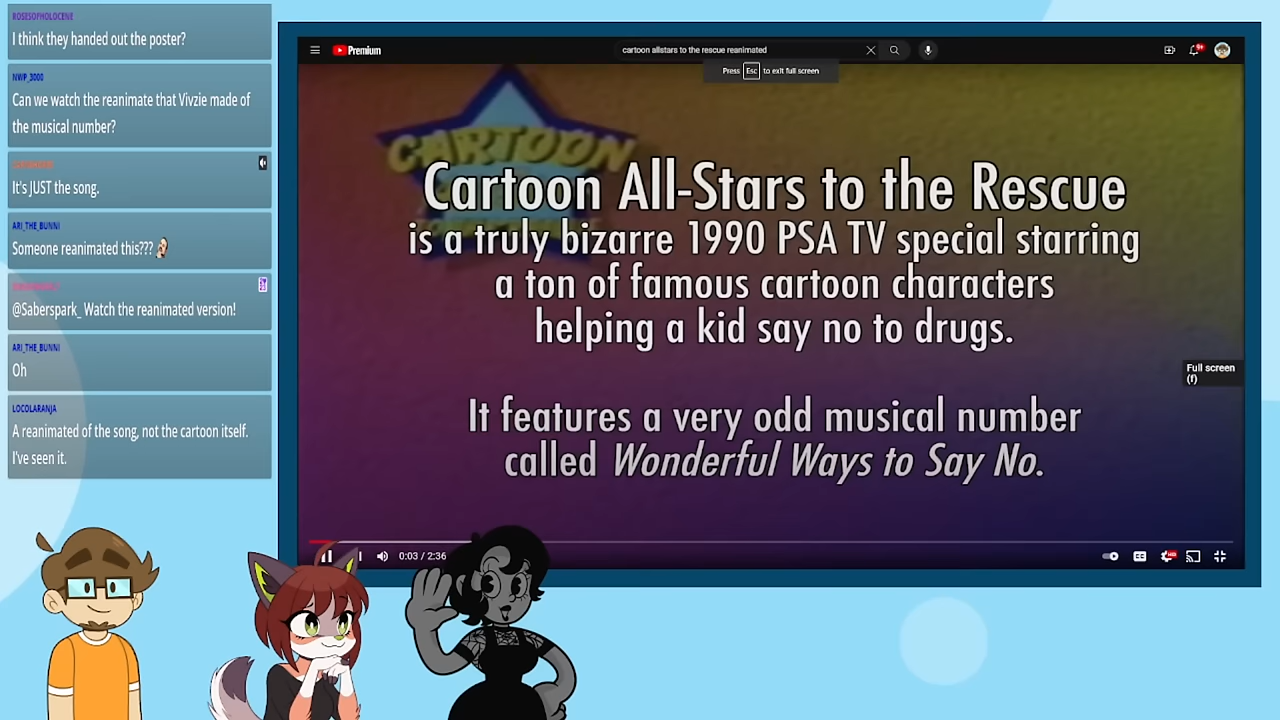 ROSESOFHOLOCENE
I think they handed out the poster?
NWP_3000
Can we watch the reanimate that Vivzie made of
the musical number?
It's JUST the song.
ARI_THE_BUNNI
Someone reanimated this???
@Saberspark_ Watch the reanimated version!
ARI_THE_BUNNI
Oh
LOCOLARANJA
A reanimated of the song, not the cartoon itself.
I've seen it.
Premium
cartoon allstars to the rescue reanimated
9+
Press Esc to exit full screen
CARTOON
Cartoon All-Stars to the Rescue
is a truly bizarre 1990 PSA TV special starring
a ton of famous cartoon characters
helping a kid say no to drugs.
It features a very odd musical number
called Wonderful Ways to Say No.
Full screen
(f)
0:03 / 2:36
CC
HD